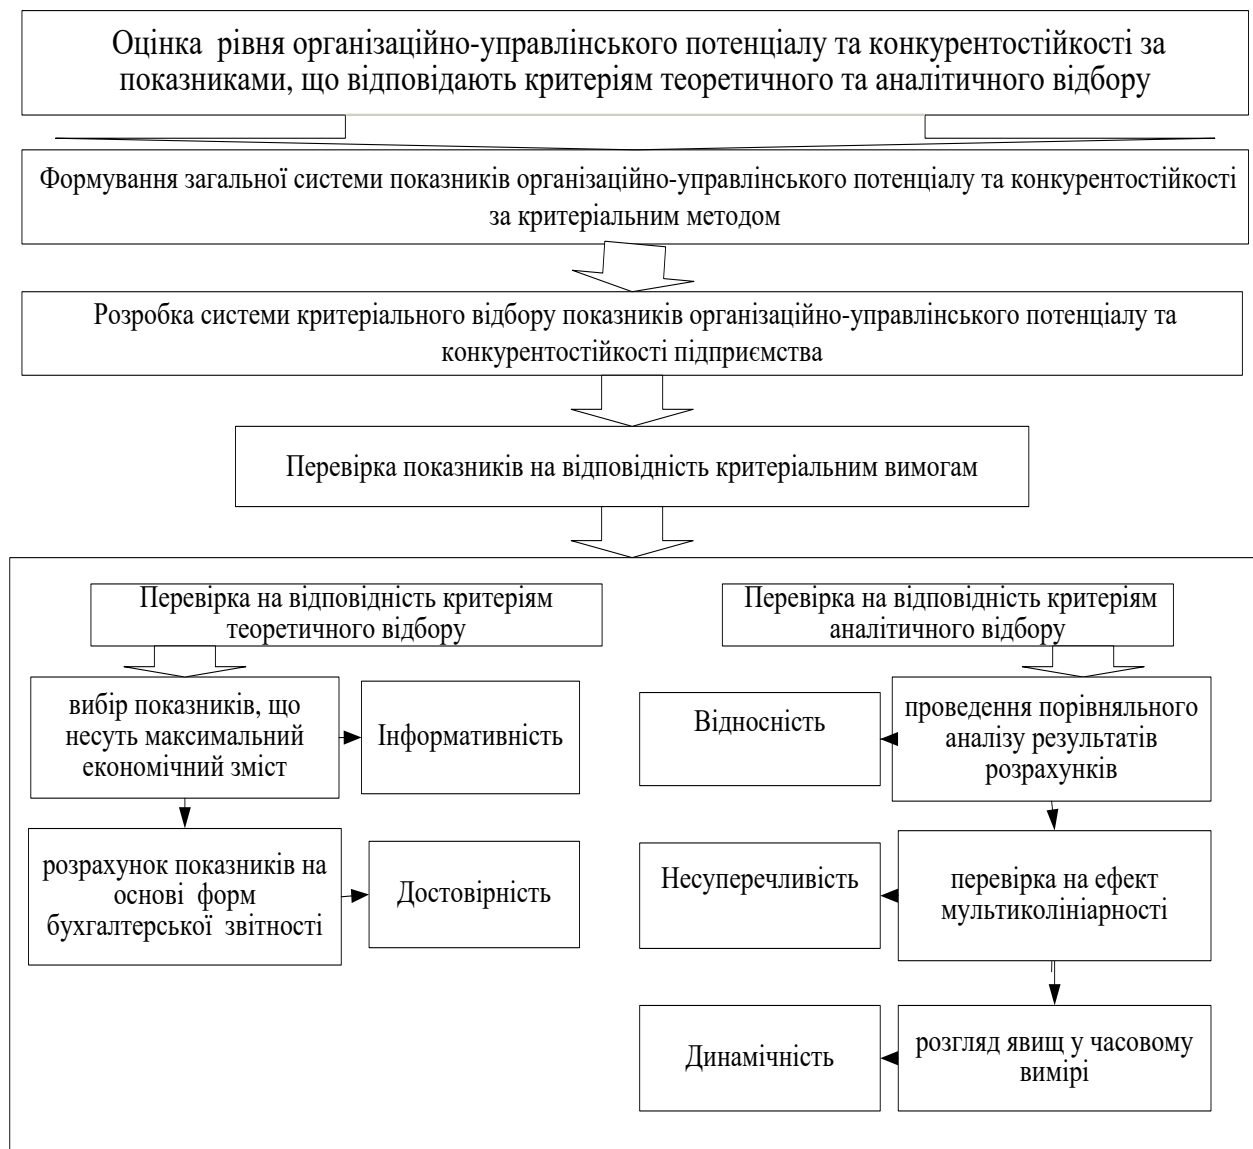 Оцінка рівня організаційно-управлінського потенціалу та конкурентостійкості за
показниками, що відповідають критеріям теоретичного та аналітичного відбору
Формування загальної системи показників організаційно-управлінського потенціалу та конкурентостійкості
за критеріальним методом
Розробка системи критеріального відбору показників організаційно-управлінського потенціалу та
конкурентостійкості підприємства
Перевірка показників на відповідність критеріальним вимогам
Перевірка на відповідність критеріям
теоретичного відбору
вибір показників, що
несуть максимальний
економічний зміст
Інформативність
розрахунок показників на
основі форм
бухгалтерської звітності
Достовірність
Перевірка на відповідність критеріям
аналітичного відбору
Відносність
проведення порівняльного
аналізу результатів
розрахунків
Несуперечливість
перевірка на ефект
мультиколініарності
Динамічність
розгляд явищ у часовому
вимірі